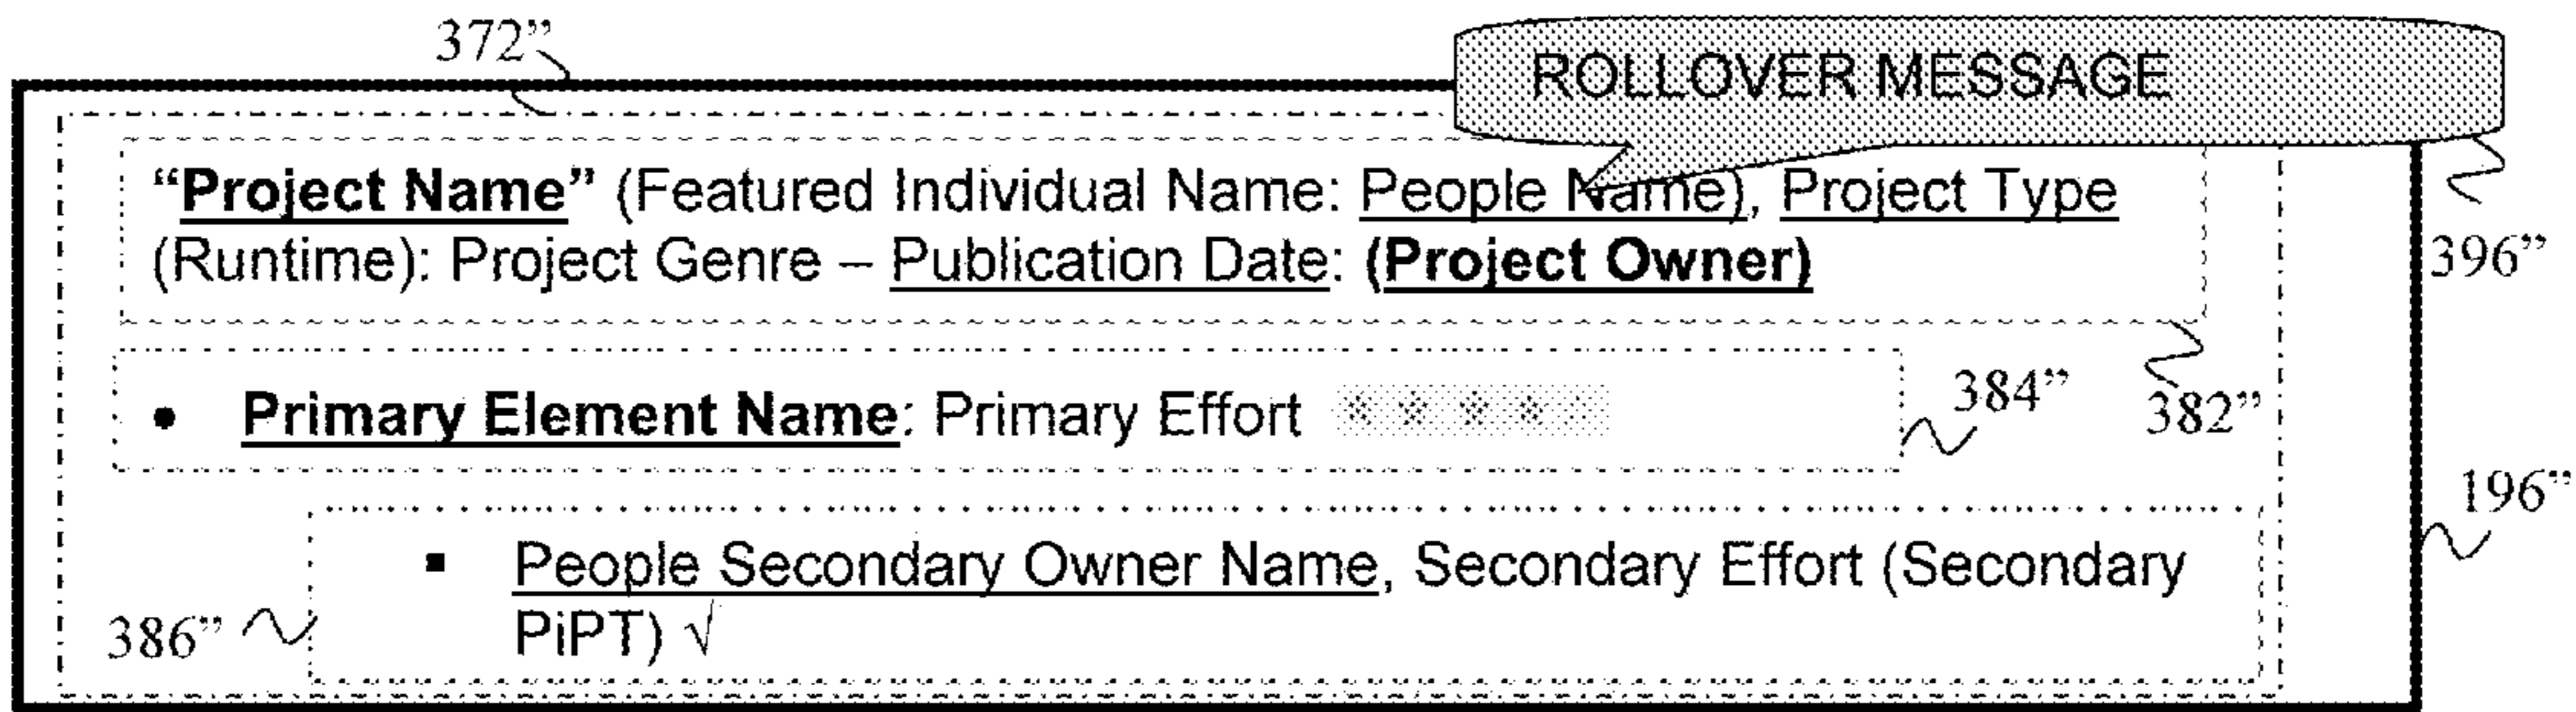 372”
ROLLOVER MESSAGE
“Project Name” (Featured Individual Name: People Name), Project Type
(Runtime): Project Genre – Publication Date: (Project Owner)
396”
• Primary Element Name: Primary Effort
384”
382”
196”
▪ People Secondary Owner Name, Secondary Effort (Secondary
PiPT) √
386”